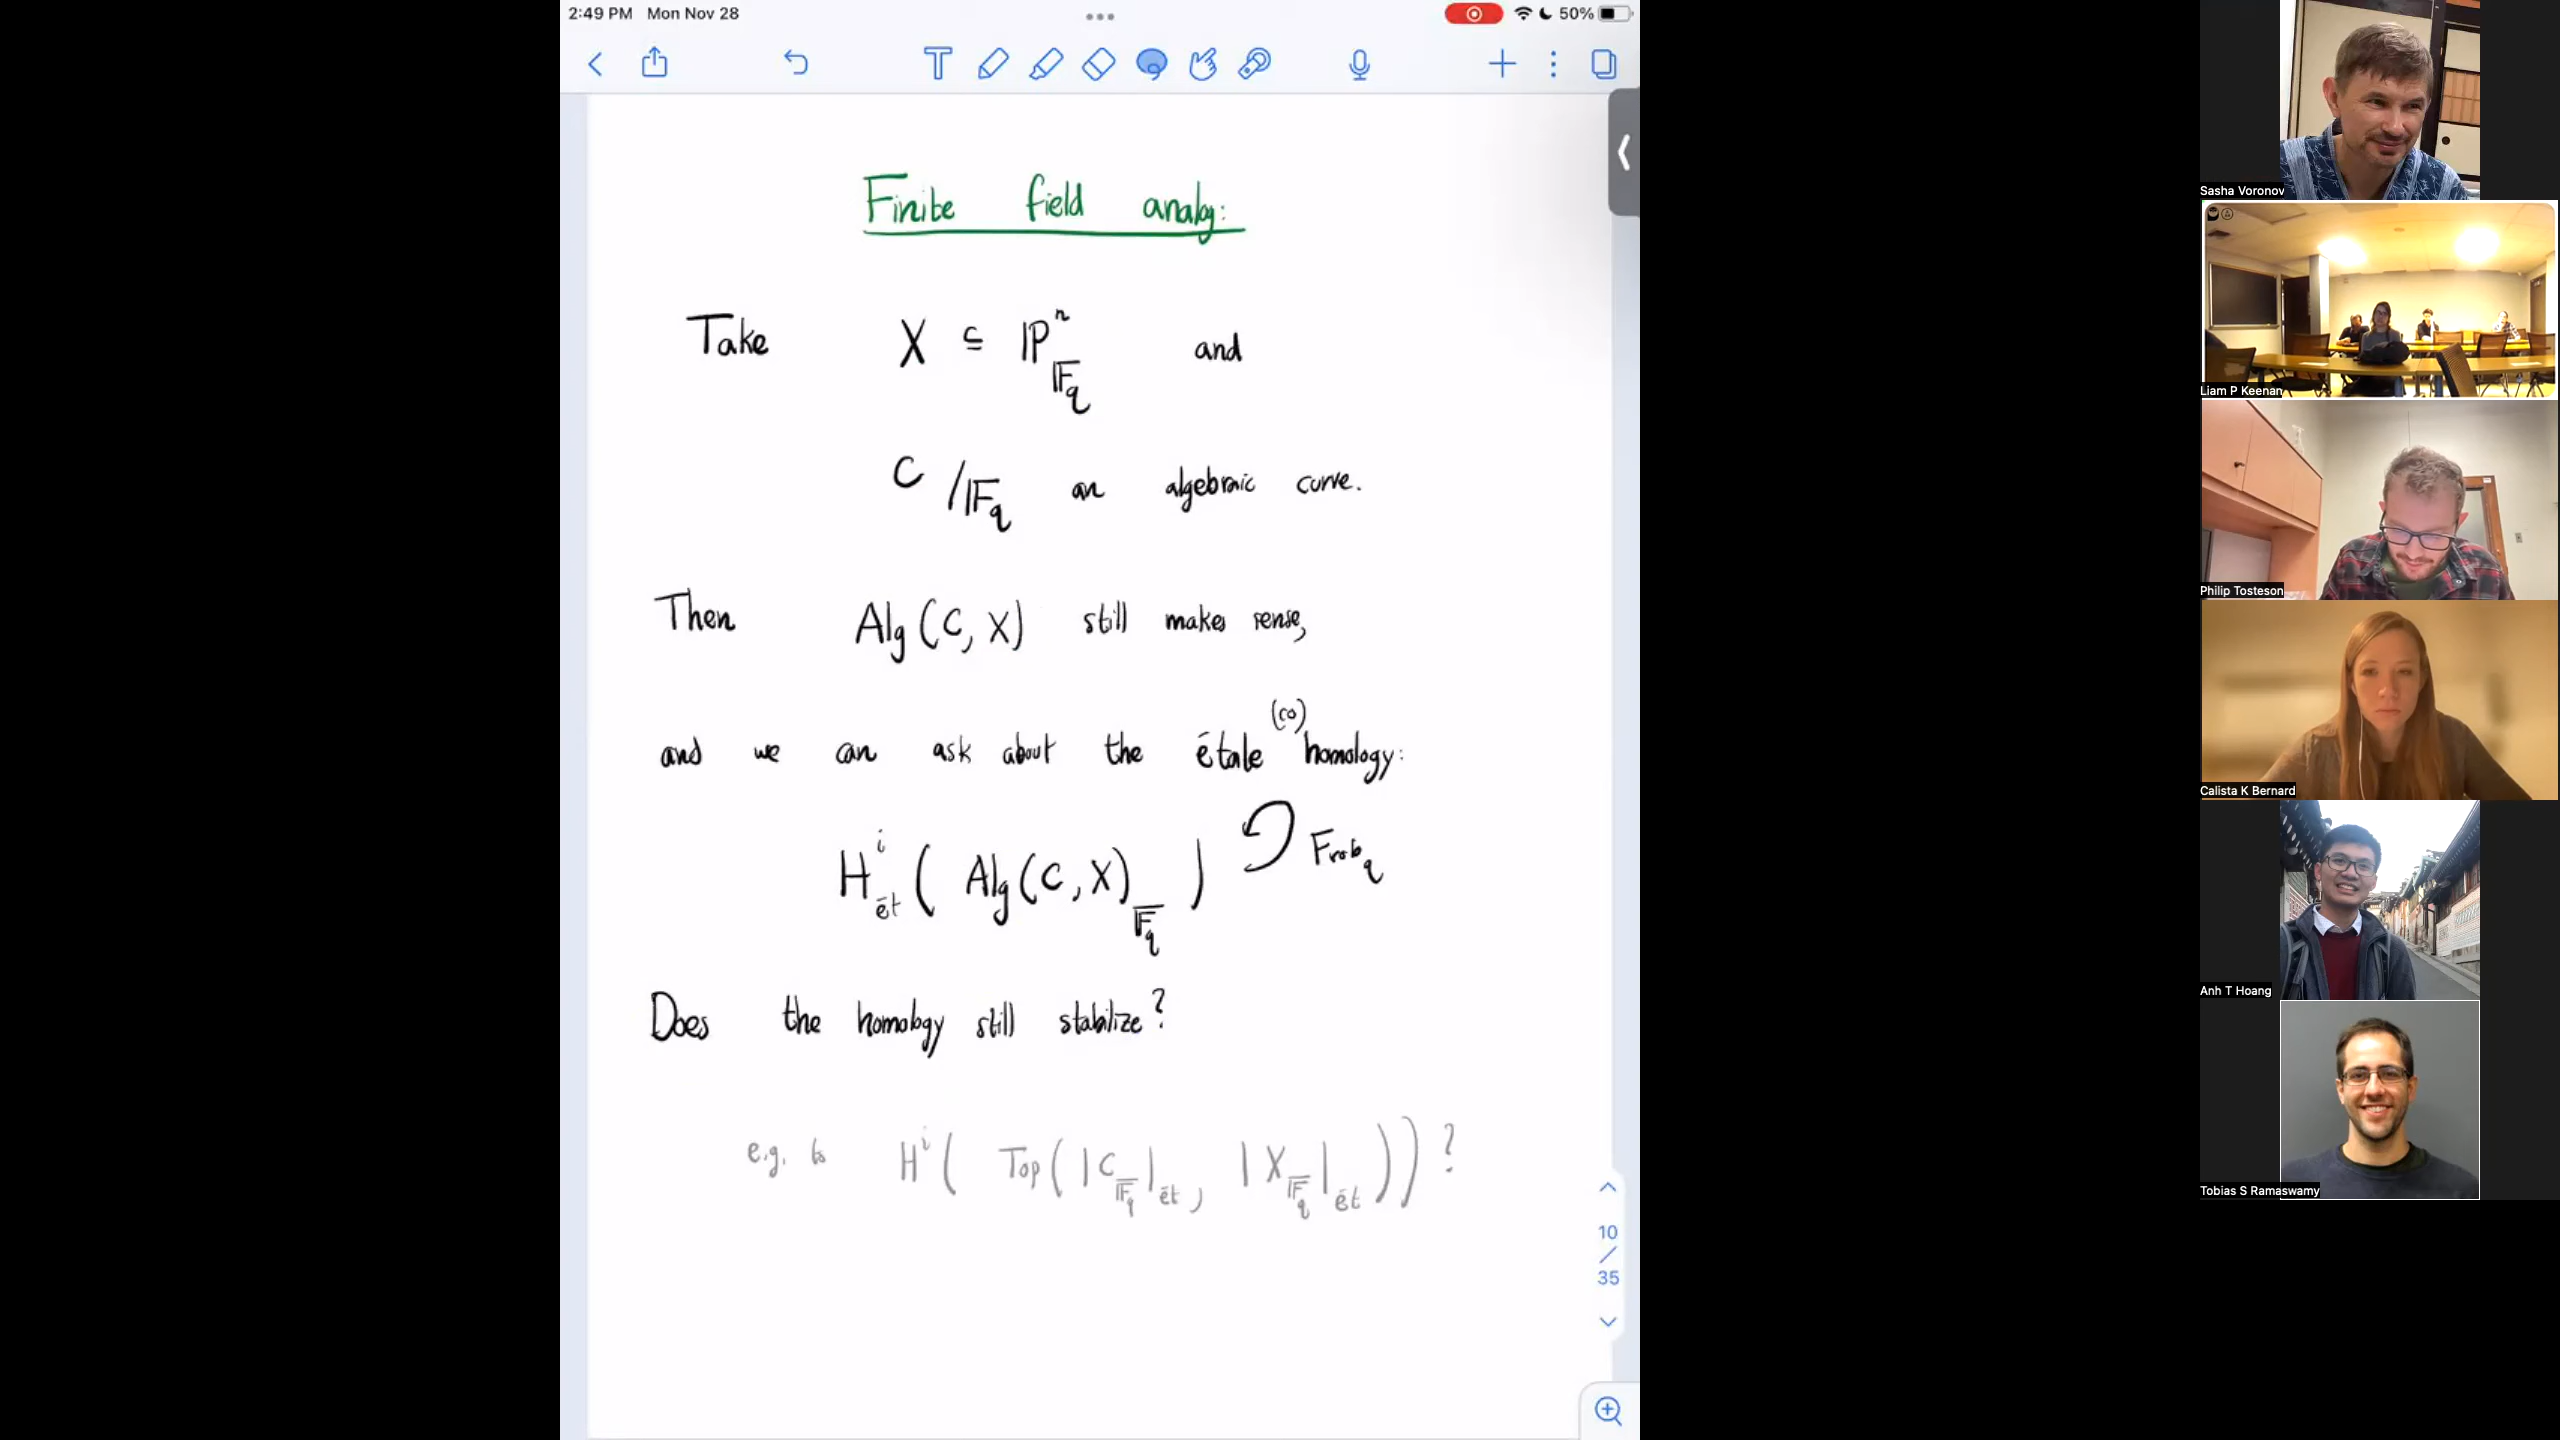 2:49 PM Mon Nov 28
50%
Finite field analog:
Take X ⊆ ℙⁿ_𝔽q and
C /𝔽q an algebraic curve.
Then Alg(C, X) still makes sense,
and we can ask about the étale (co)homology:
Hⁱ_ét ( Alg(C, X)_𝔽̅q ) ↺ Frob_q
Does the homology still stabilize?
e.g. to Hⁱ( Top( |C_𝔽̅q|_ét, |X_𝔽̅q|_ét ))?
10
/
35
Sasha Voronov
Liam P Keenan
Philip Tosteson
Calista K Bernard
Anh T Hoang
Tobias S Ramaswamy